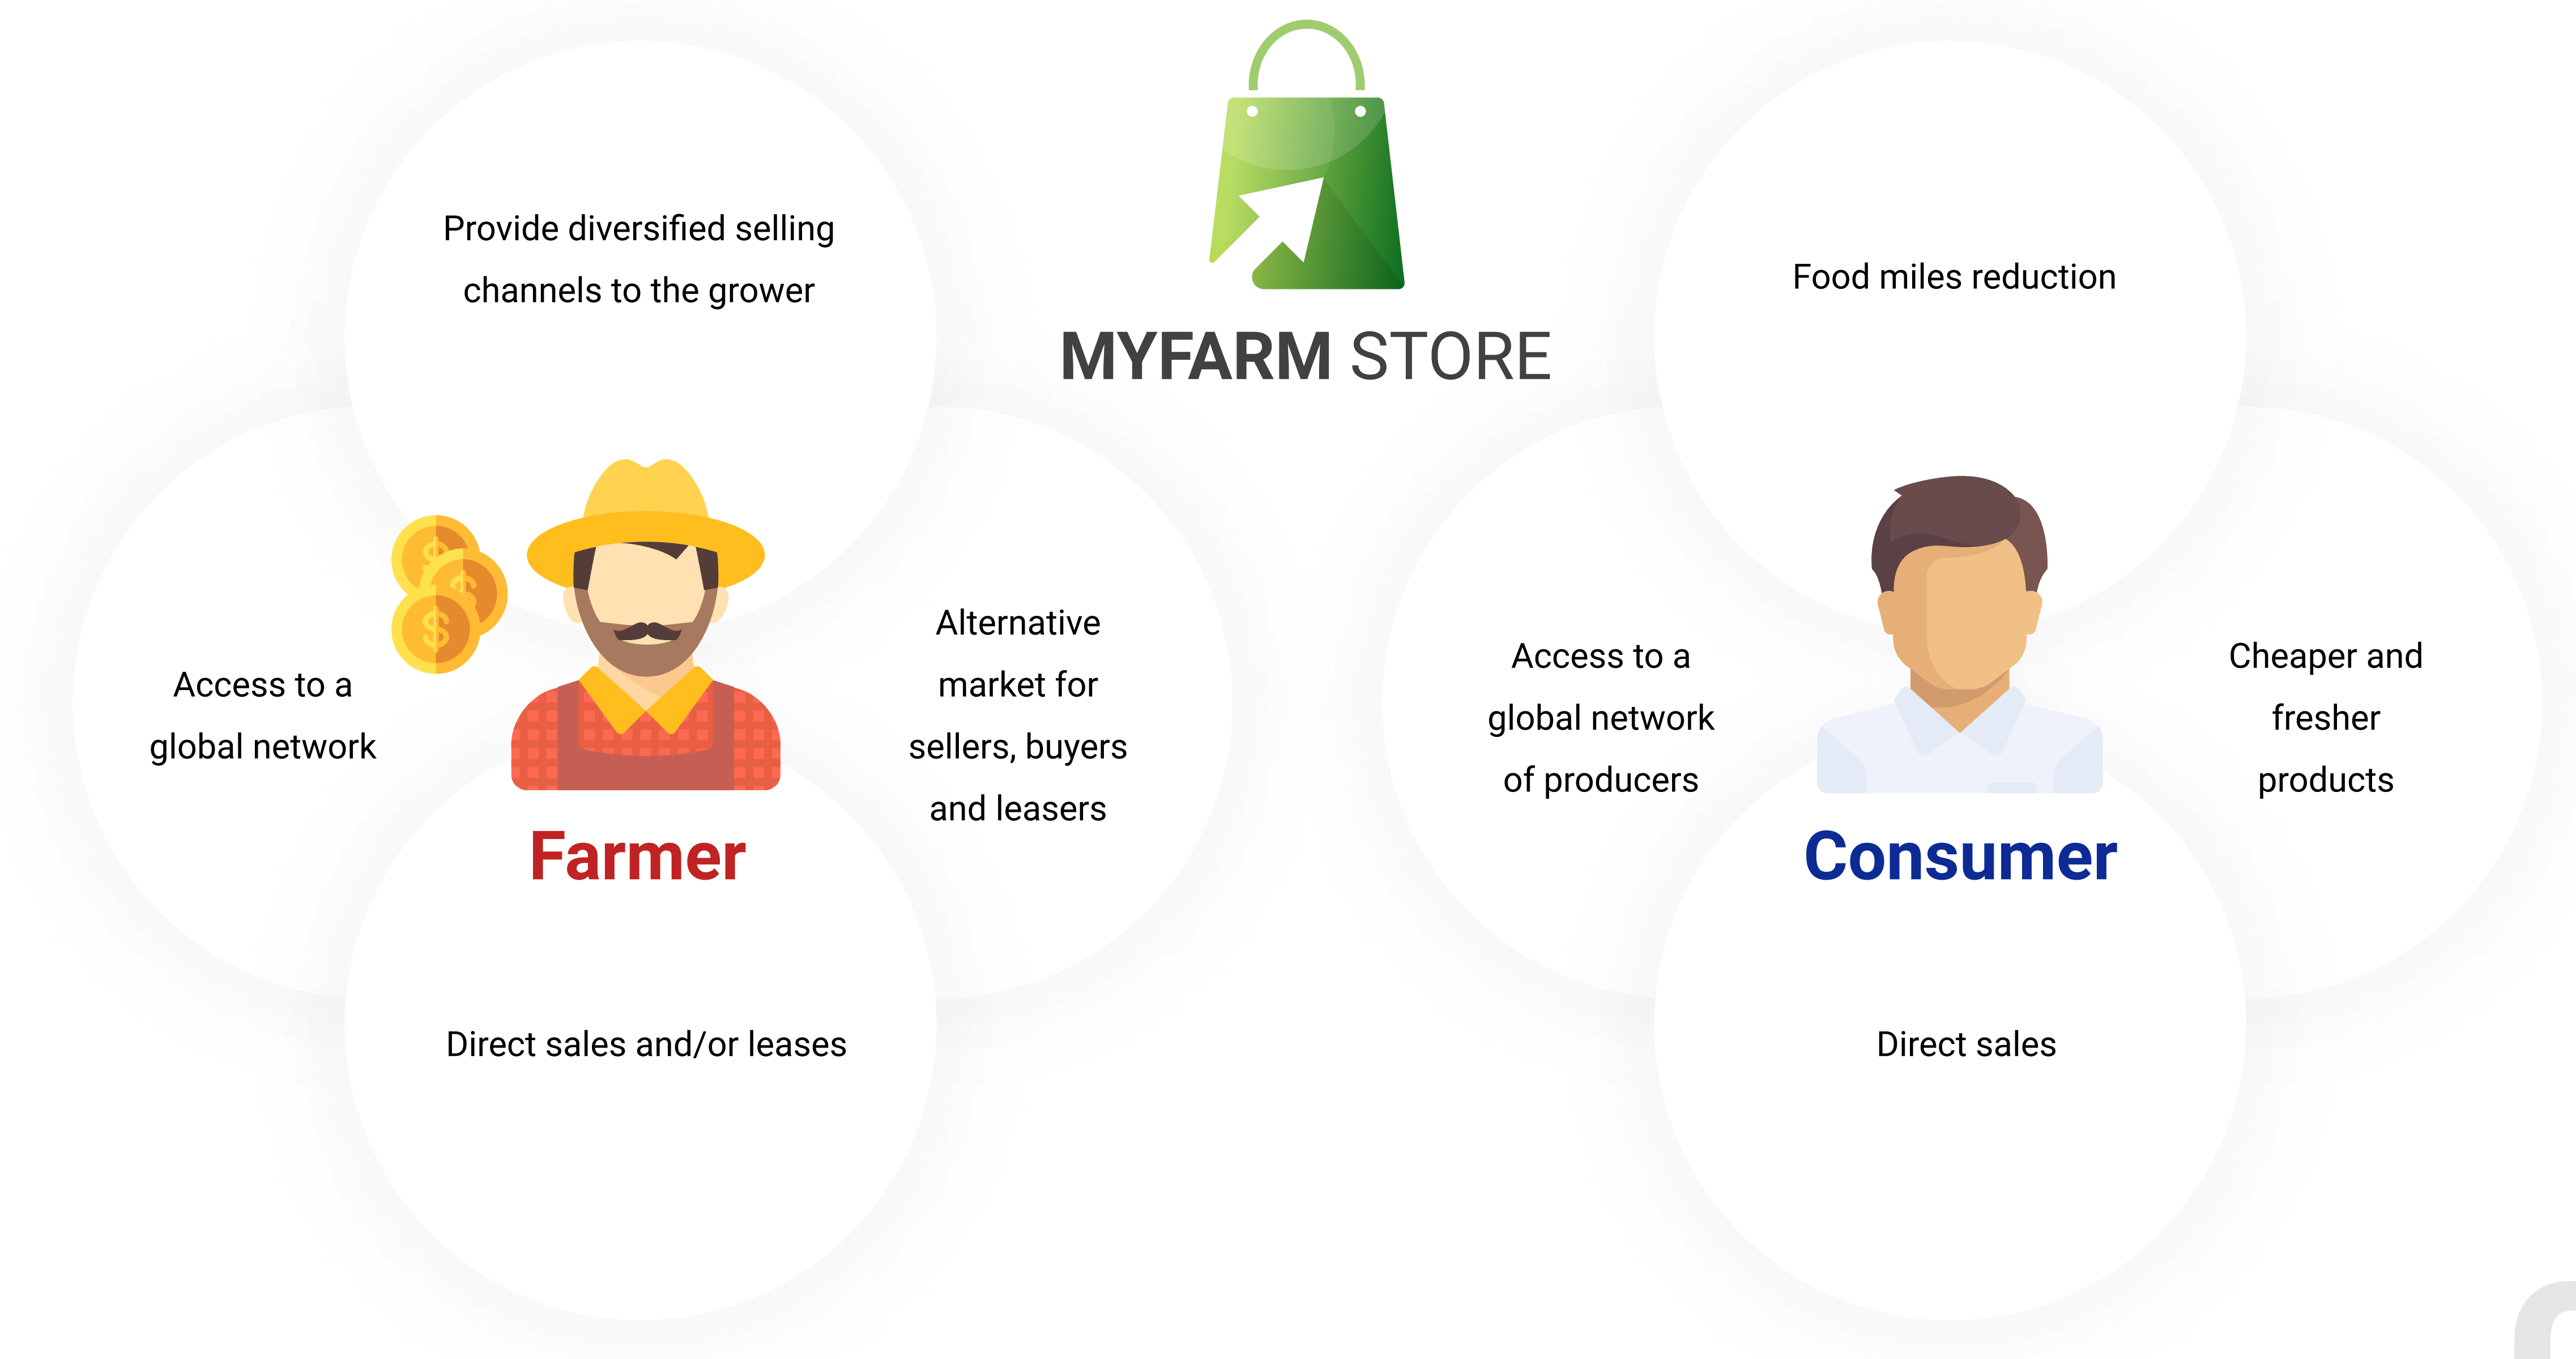 MYFARM STORE
Provide diversified selling
channels to the grower
Access to a
global network
Alternative
market for
sellers, buyers
and leasers
Farmer
Direct sales and/or leases
Food miles reduction
Access to a
global network
of producers
Cheaper and
fresher
products
Consumer
Direct sales